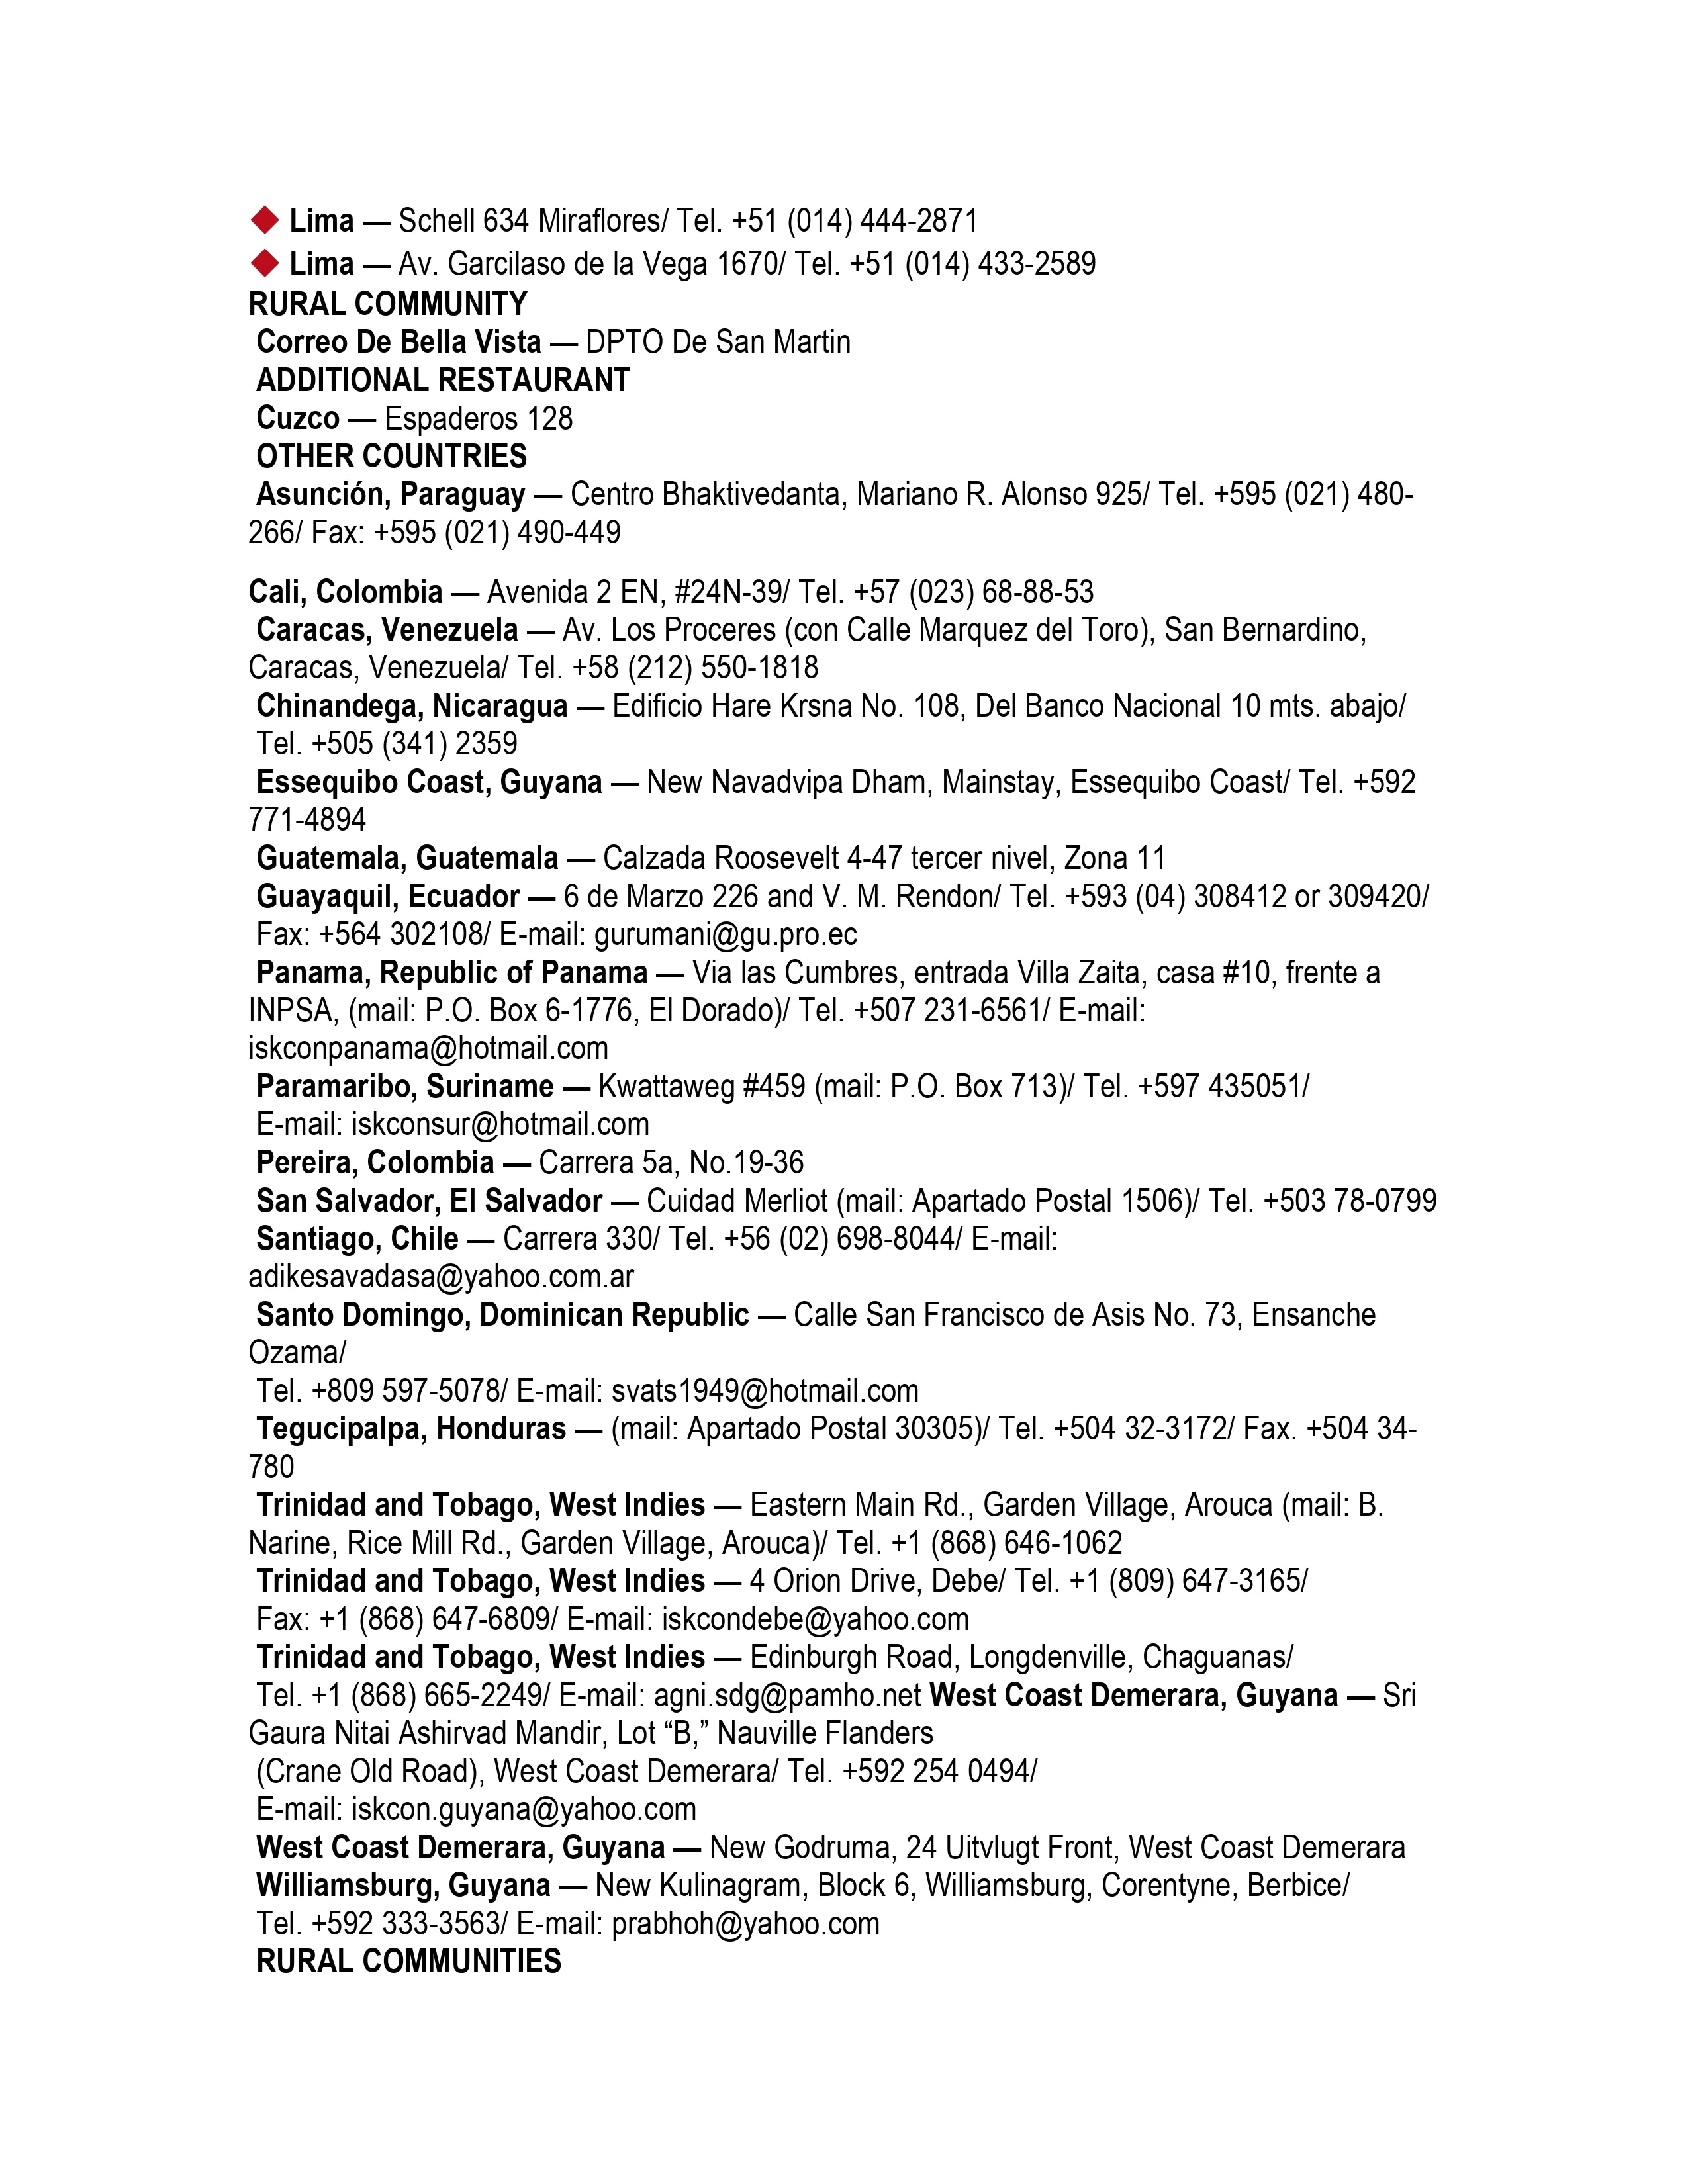 ◆ Lima — Schell 634 Miraflores/ Tel. +51 (014) 444-2871
◆ Lima — Av. Garcilaso de la Vega 1670/ Tel. +51 (014) 433-2589
RURAL COMMUNITY
Correo De Bella Vista — DPTO De San Martin
ADDITIONAL RESTAURANT
Cuzco — Espaderos 128
OTHER COUNTRIES
Asunción, Paraguay — Centro Bhaktivedanta, Mariano R. Alonso 925/ Tel. +595 (021) 480-
266/ Fax: +595 (021) 490-449
Cali, Colombia — Avenida 2 EN, #24N-39/ Tel. +57 (023) 68-88-53
Caracas, Venezuela — Av. Los Proceres (con Calle Marquez del Toro), San Bernardino,
Caracas, Venezuela/ Tel. +58 (212) 550-1818
Chinandega, Nicaragua — Edificio Hare Krsna No. 108, Del Banco Nacional 10 mts. abajo/
Tel. +505 (341) 2359
Essequibo Coast, Guyana — New Navadvipa Dham, Mainstay, Essequibo Coast/ Tel. +592
771-4894
Guatemala, Guatemala — Calzada Roosevelt 4-47 tercer nivel, Zona 11
Guayaquil, Ecuador — 6 de Marzo 226 and V. M. Rendon/ Tel. +593 (04) 308412 or 309420/
Fax: +564 302108/ E-mail: gurumani@gu.pro.ec
Panama, Republic of Panama — Via las Cumbres, entrada Villa Zaita, casa #10, frente a
INPSA, (mail: P.O. Box 6-1776, El Dorado)/ Tel. +507 231-6561/ E-mail:
iskconpanama@hotmail.com
Paramaribo, Suriname — Kwattaweg #459 (mail: P.O. Box 713)/ Tel. +597 435051/
E-mail: iskconsur@hotmail.com
Pereira, Colombia — Carrera 5a, No.19-36
San Salvador, El Salvador — Cuidad Merliot (mail: Apartado Postal 1506)/ Tel. +503 78-0799
Santiago, Chile — Carrera 330/ Tel. +56 (02) 698-8044/ E-mail:
adikesavadasa@yahoo.com.ar
Santo Domingo, Dominican Republic — Calle San Francisco de Asis No. 73, Ensanche
Ozama/
Tel. +809 597-5078/ E-mail: svats1949@hotmail.com
Tegucipalpa, Honduras — (mail: Apartado Postal 30305)/ Tel. +504 32-3172/ Fax. +504 34-
780
Trinidad and Tobago, West Indies — Eastern Main Rd., Garden Village, Arouca (mail: B.
Narine, Rice Mill Rd., Garden Village, Arouca)/ Tel. +1 (868) 646-1062
Trinidad and Tobago, West Indies — 4 Orion Drive, Debe/ Tel. +1 (809) 647-3165/
Fax: +1 (868) 647-6809/ E-mail: iskcondebe@yahoo.com
Trinidad and Tobago, West Indies — Edinburgh Road, Longdenville, Chaguanas/
Tel. +1 (868) 665-2249/ E-mail: agni.sdg@pamho.net West Coast Demerara, Guyana — Sri
Gaura Nitai Ashirvad Mandir, Lot “B,” Nauville Flanders
(Crane Old Road), West Coast Demerara/ Tel. +592 254 0494/
E-mail: iskcon.guyana@yahoo.com
West Coast Demerara, Guyana — New Godruma, 24 Uitvlugt Front, West Coast Demerara
Williamsburg, Guyana — New Kulinagram, Block 6, Williamsburg, Corentyne, Berbice/
Tel. +592 333-3563/ E-mail: prabhoh@yahoo.com
RURAL COMMUNITIES